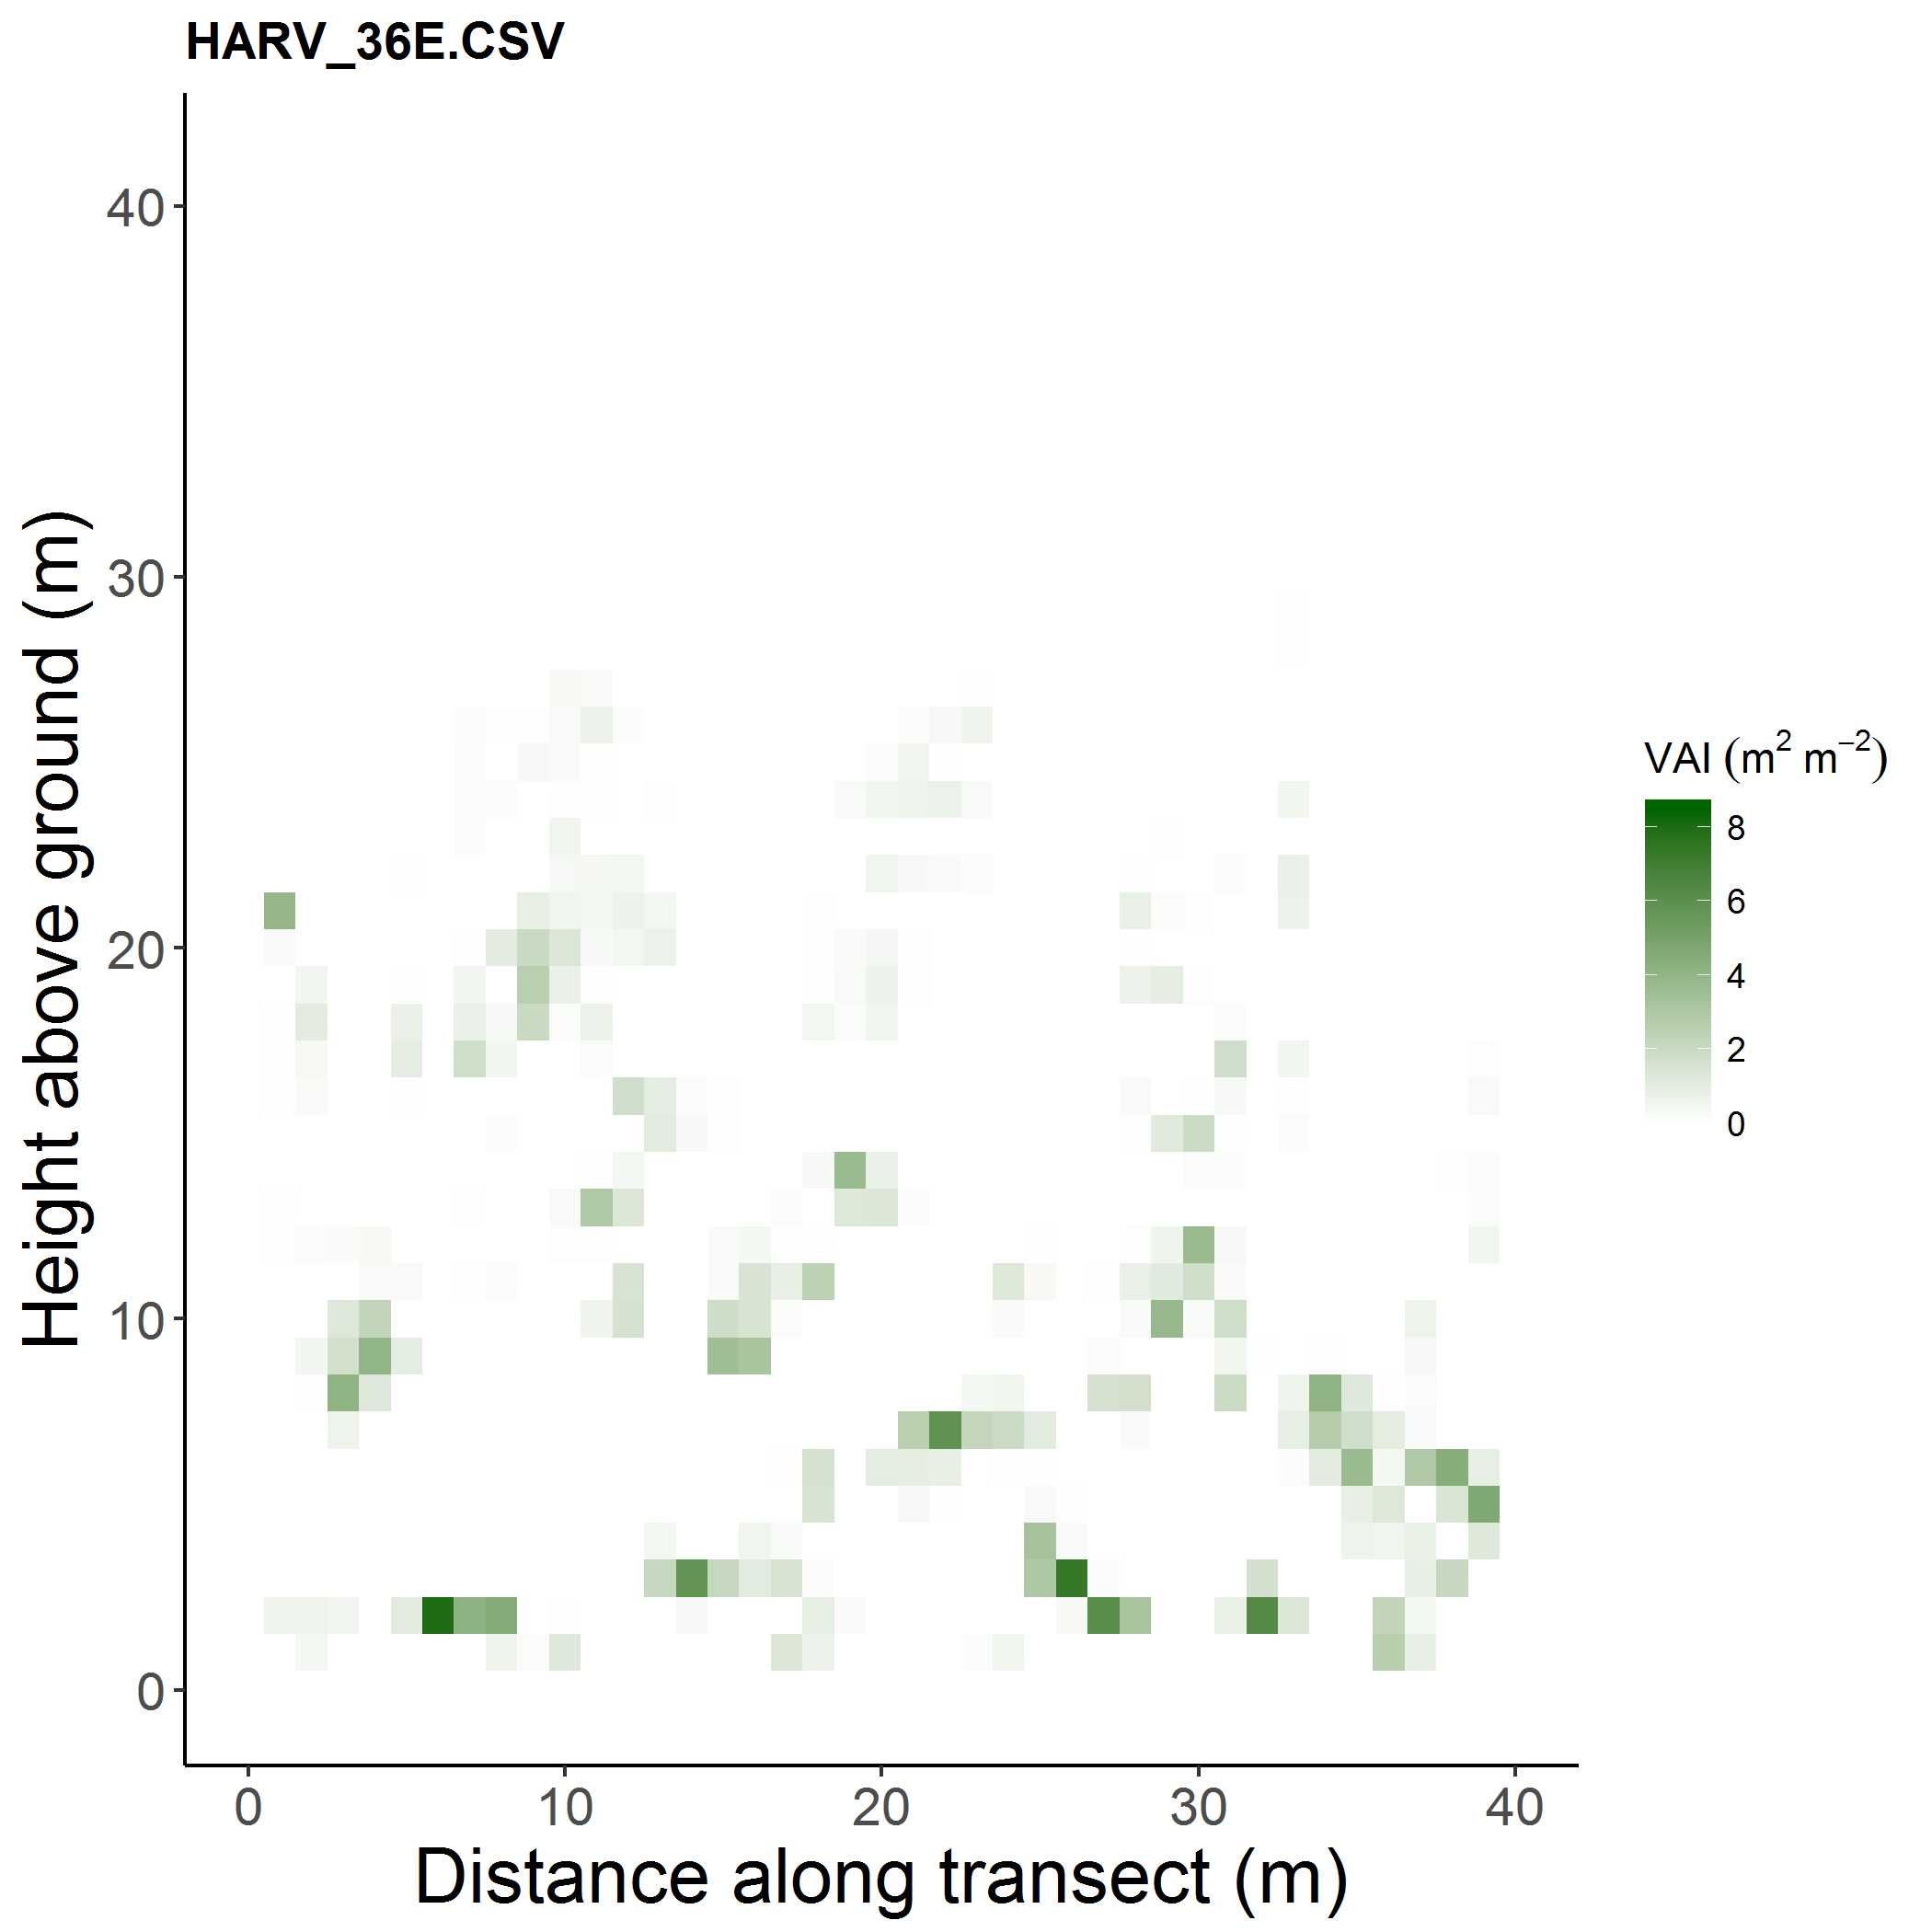 HARV_36E.CSV
Height above ground (m)
40
30
20
10
0
0 10 20 30 40
Distance along transect (m)
VAI (m² m⁻²)
8
6
4
2
0